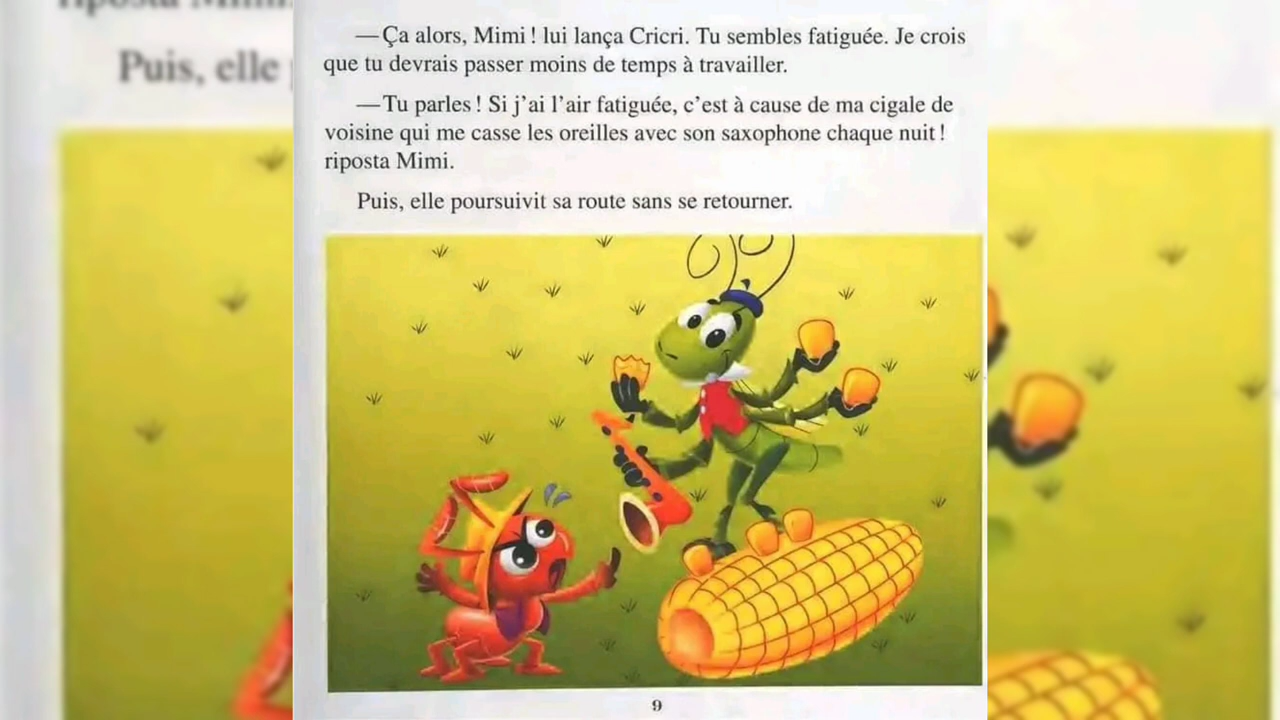 — Ça alors, Mimi ! lui lança Cricri. Tu sembles fatiguée. Je crois
que tu devrais passer moins de temps à travailler.
— Tu parles ! Si j’ai l’air fatiguée, c’est à cause de ma cigale de
voisine qui me casse les oreilles avec son saxophone chaque nuit !
riposta Mimi.
Puis, elle poursuivit sa route sans se retourner.
9